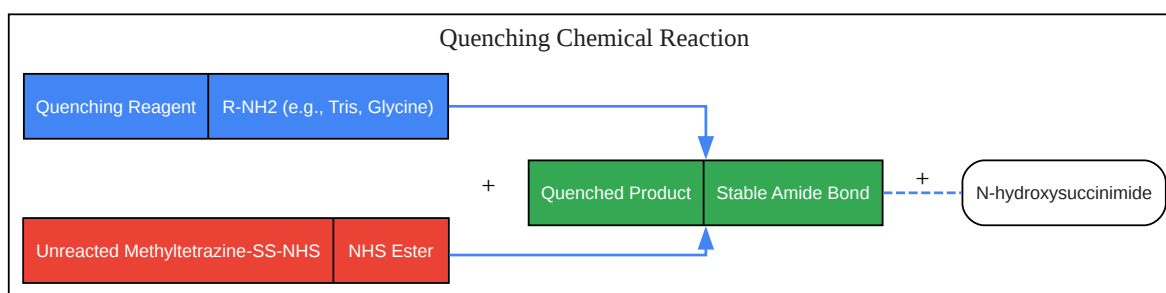 Quenching Chemical Reaction
Quenching Reagent
R-NH2 (e.g., Tris, Glycine)
+
Quenched Product
Stable Amide Bond
+
N-hydroxysuccinimide
Unreacted Methyltetrazine-SS-NHS
NHS Ester